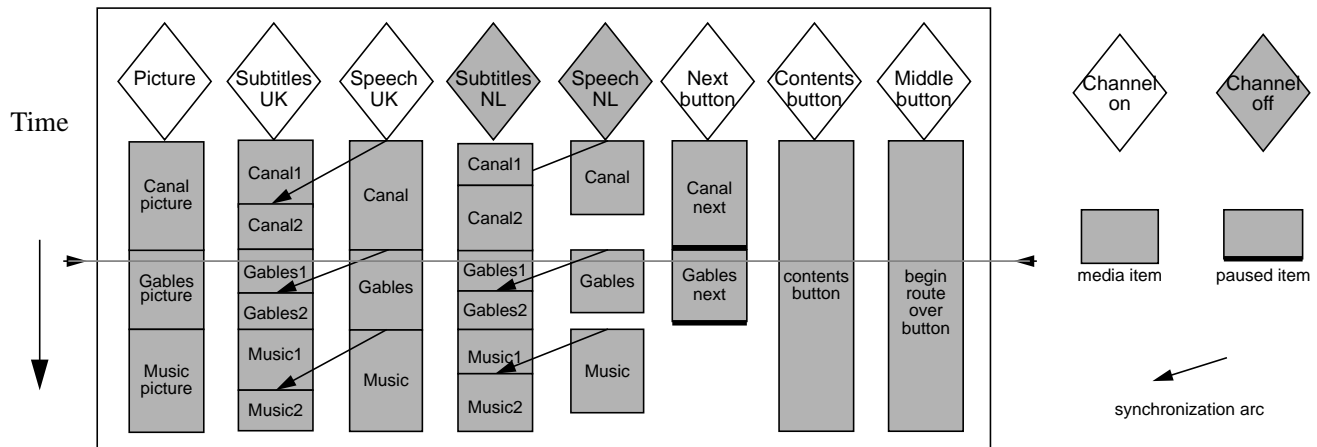 Picture
Subtitles
UK
Speech
UK
Subtitles
NL
Speech
NL
Next
button
Contents
button
Middle
button
Channel
on
Channel
off
Time
Canal
picture
Gables
picture
Music
picture
Canal1
Canal2
Gables1
Gables2
Music1
Music2
Canal
Gables
Music
Canal1
Canal2
Gables1
Gables2
Music1
Music2
Canal
Gables
Music
Canal
next
Gables
next
contents
button
begin
route
over
button
media item
paused item
synchronization arc